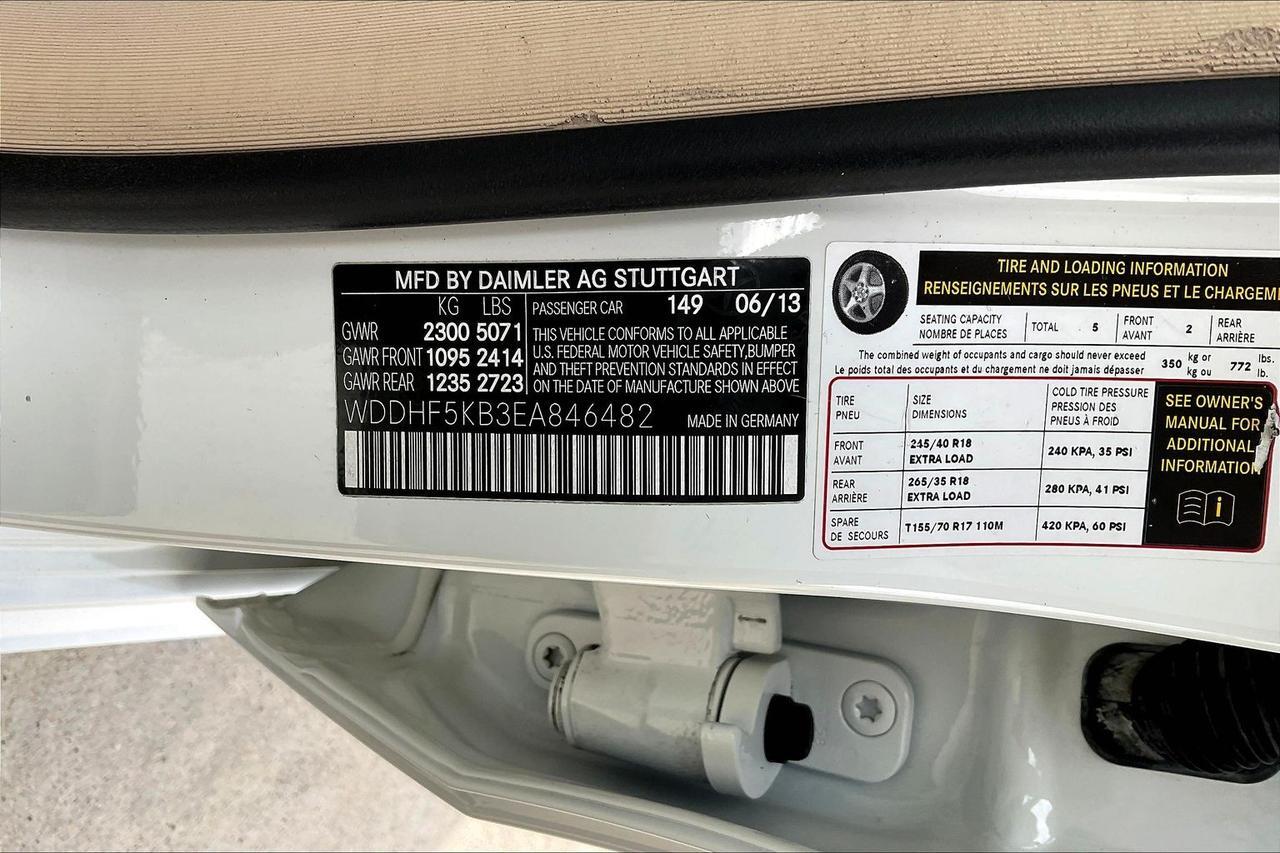 MFD BY DAIMLER AG STUTTGART
KG LBS
GVWR 2300 5071
GAWR FRONT 1095 2414
GAWR REAR 1235 2723
PASSENGER CAR 149 06/13
THIS VEHICLE CONFORMS TO ALL APPLICABLE
U.S. FEDERAL MOTOR VEHICLE SAFETY,BUMPER
AND THEFT PREVENTION STANDARDS IN EFFECT
ON THE DATE OF MANUFACTURE SHOWN ABOVE
WDDHF5KB3EA846482 MADE IN GERMANY
TIRE AND LOADING INFORMATION
RENSEIGNEMENTS SUR LES PNEUS ET LE CHARGEM
SEATING CAPACITY
NOMBRE DE PLACES
TOTAL 5
FRONT
AVANT
2
REAR
ARRIÈRE
The combined weight of occupants and cargo should never exceed
Le poids total des occupants et du chargement ne doit jamais dépasser
350 kg or
kg ou
772 lbs.
lb.
TIRE
PNEU
SIZE
DIMENSIONS
COLD TIRE PRESSURE
PRESSION DES
PNEUS À FROID
FRONT
AVANT
245/40 R18
EXTRA LOAD
240 KPA, 35 PSI
REAR
ARRIÈRE
265/35 R18
EXTRA LOAD
280 KPA, 41 PSI
SPARE
DE SECOURS
T155/70 R17 110M
420 KPA, 60 PSI
SEE OWNER'S
MANUAL FOR
ADDITIONAL
INFORMATION
i